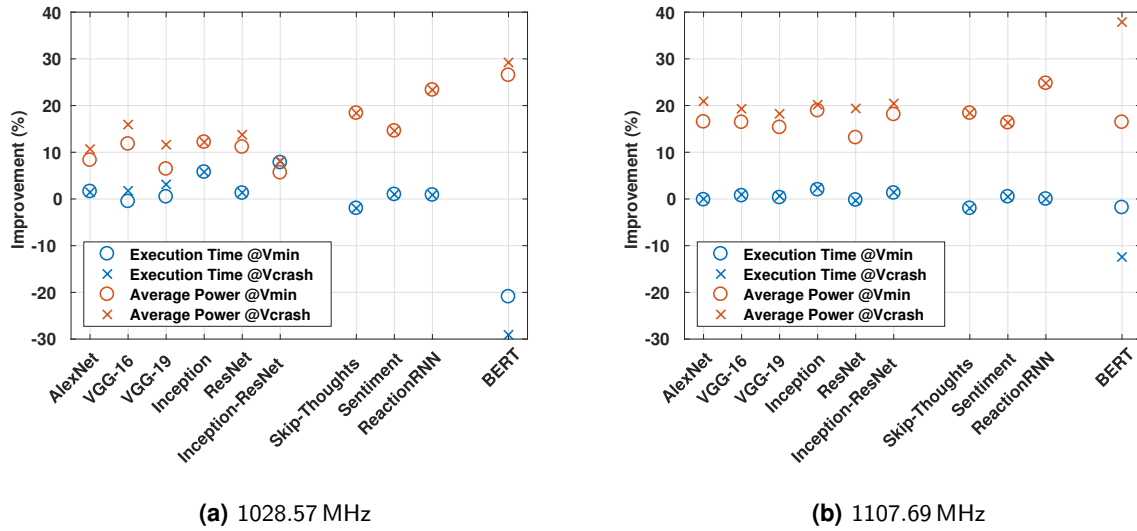 40
30
20
10
0
-10
-20
-30
Improvement (%)
Execution Time @Vmin
Execution Time @Vcrash
Average Power @Vmin
Average Power @Vcrash
AlexNet
VGG-16
VGG-19
Inception
ResNet
Inception-ResNet
Skip-Thoughts
Sentiment
ReactionRNN
BERT
(a) 1028.57 MHz
40
30
20
10
0
-10
-20
-30
Improvement (%)
Execution Time @Vmin
Execution Time @Vcrash
Average Power @Vmin
Average Power @Vcrash
AlexNet
VGG-16
VGG-19
Inception
ResNet
Inception-ResNet
Skip-Thoughts
Sentiment
ReactionRNN
BERT
(b) 1107.69 MHz